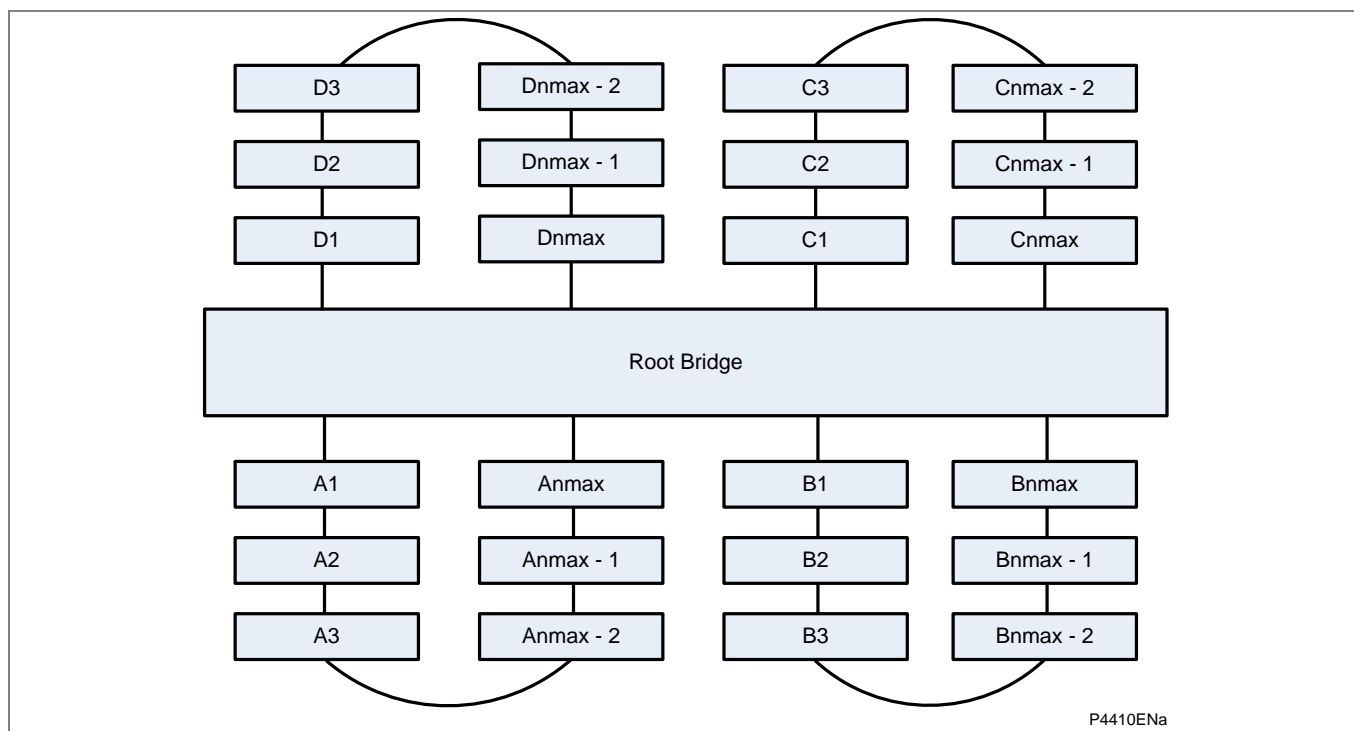 D3
Dnmax - 2
C3
Cnmax - 2
D2
Dnmax - 1
C2
Cnmax - 1
D1
Dnmax
C1
Cnmax
Root Bridge
A1
Anmax
B1
Bnmax
A2
Anmax - 1
B2
Bnmax - 1
A3
Anmax - 2
B3
Bnmax - 2
P4410ENa